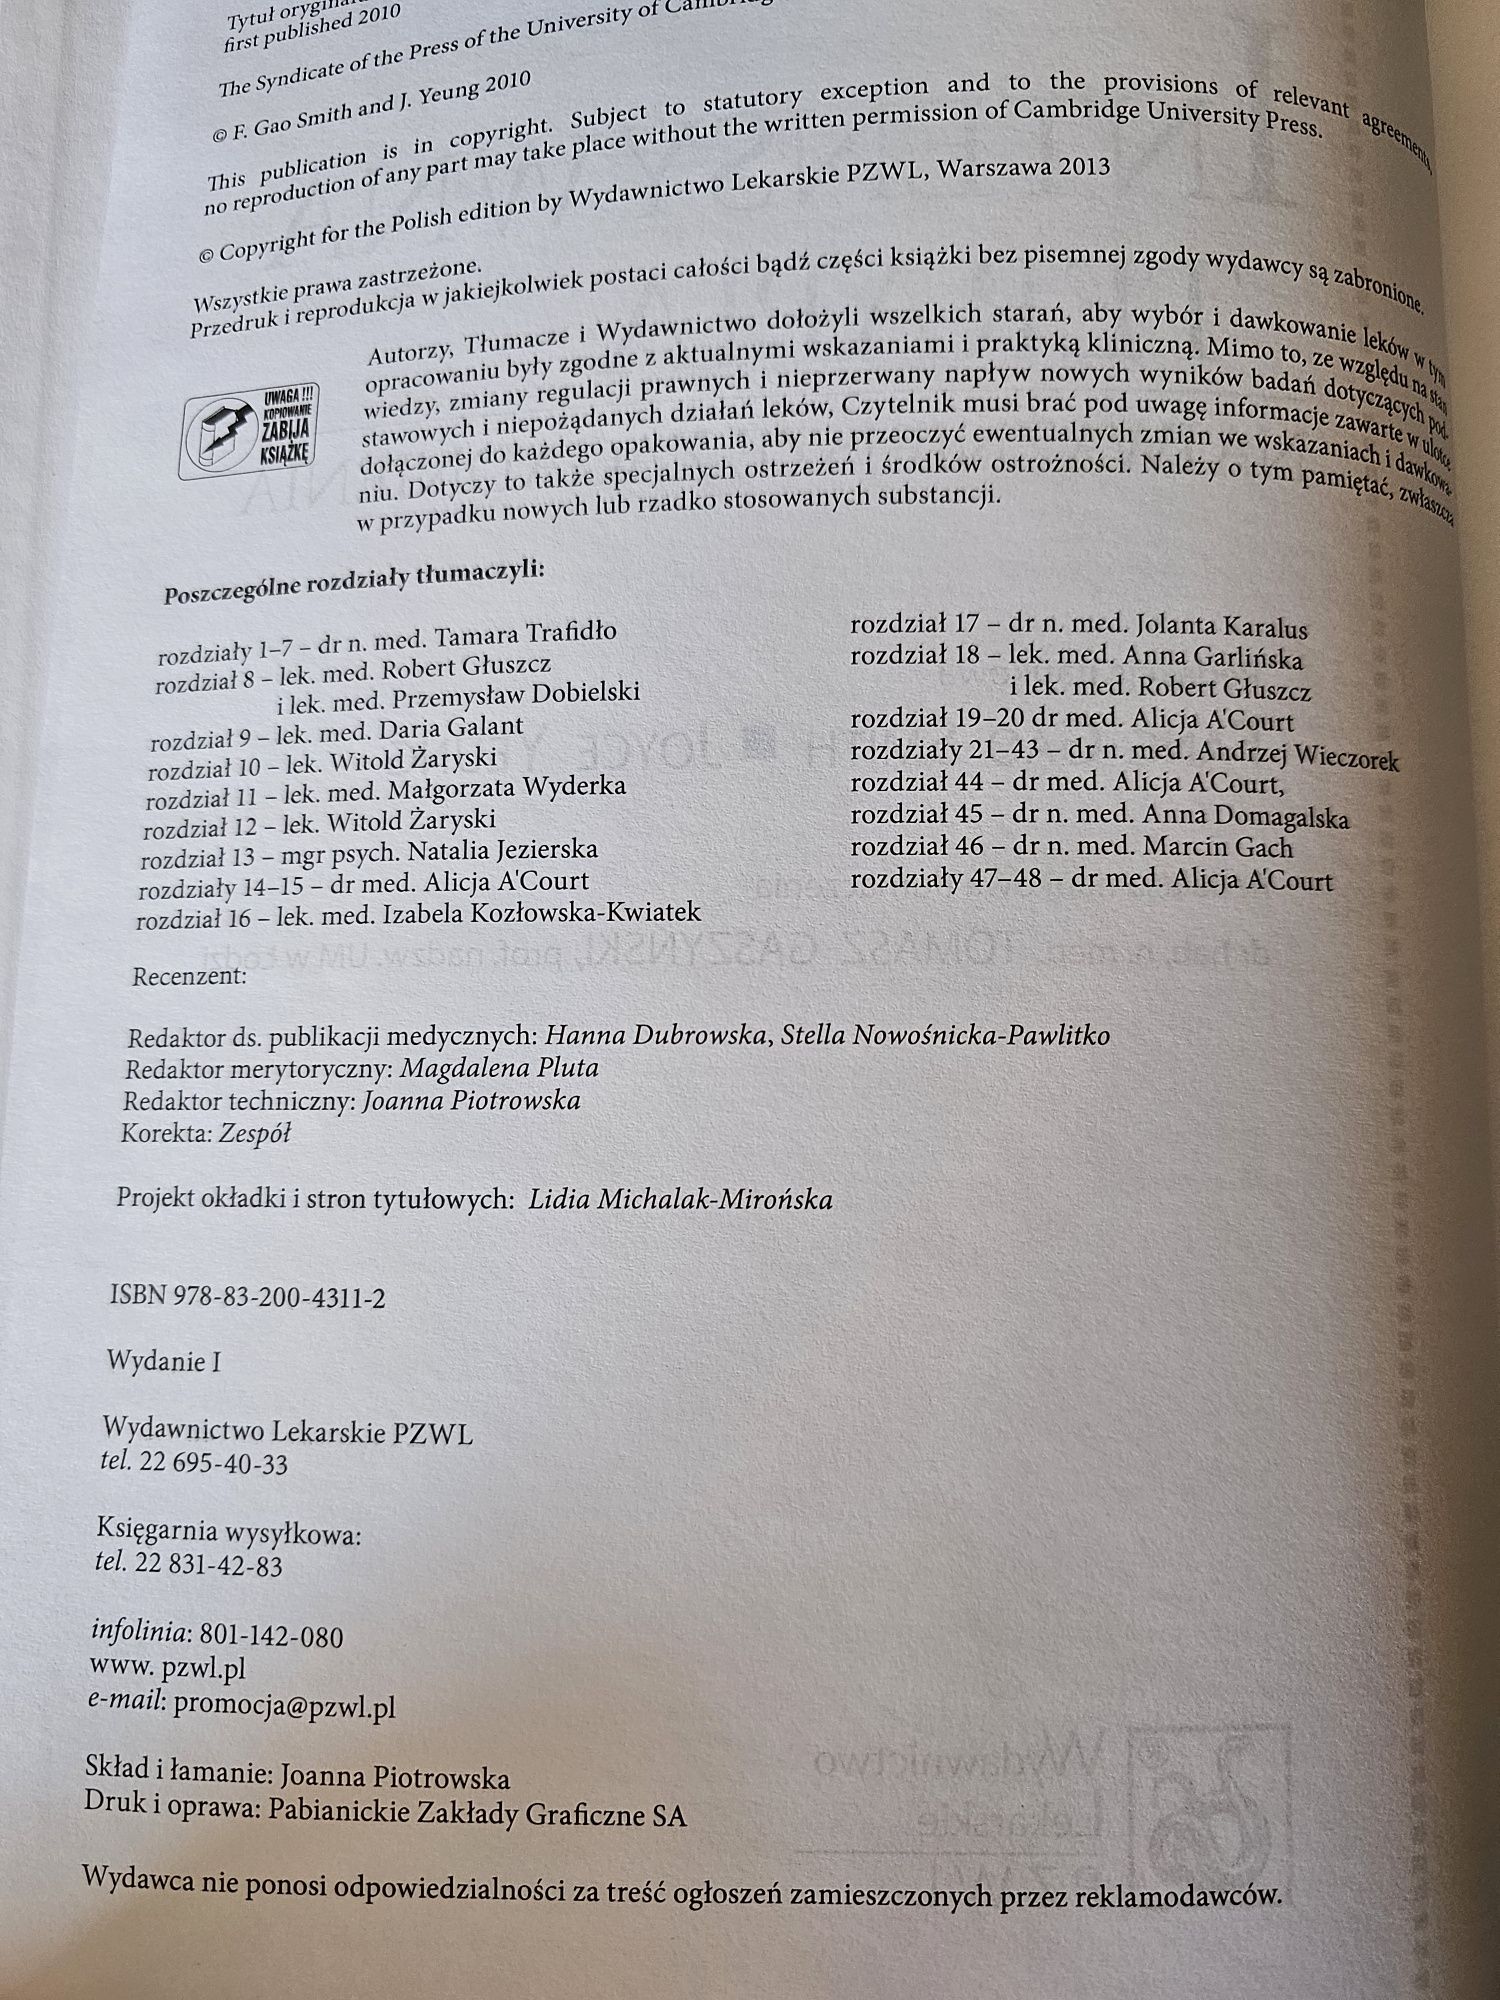 Tytuł
first published 2010
The Syndicate of the Press of the University of
© F. Gao Smith and J. Yeung 2010
This publication is in copyright. Subject to statutory exception and to the provisions of relevant agreements,
no reproduction of any part may take place without the written permission of Cambridge University Press.
© Copyright for the Polish edition by Wydawnictwo Lekarskie PZWL, Warszawa 2013
Wszystkie prawa zastrzeżone.
Przedruk i reprodukcja w jakiejkolwiek postaci całości bądź części książki bez pisemnej zgody wydawcy są zabronione.
UWAGA !!!
KOPIOWANIE
ZABIJA
KSIĄŻKĘ
Autorzy, Tłumacze i Wydawnictwo dołożyli wszelkich starań, aby wybór i dawkowanie leków w tym
opracowaniu były zgodne z aktualnymi wskazaniami i praktyką kliniczną. Mimo to, ze względu na stan
wiedzy, zmiany regulacji prawnych i nieprzerwany napływ nowych wyników badań dotyczących pod-
stawowych i niepożądanych działań leków, Czytelnik musi brać pod uwagę informacje zawarte w ulotce
dołączonej do każdego opakowania, aby nie przeoczyć ewentualnych zmian we wskazaniach i dawkowa-
niu. Dotyczy to także specjalnych ostrzeżeń i środków ostrożności. Należy o tym pamiętać, zwłaszcza
w przypadku nowych lub rzadko stosowanych substancji.
Poszczególne rozdziały tłumaczyli:
rozdziały 1–7 – dr n. med. Tamara Trafidło
rozdział 8 – lek. med. Robert Głuszcz
i lek. med. Przemysław Dobielski
rozdział 9 – lek. med. Daria Galant
rozdział 10 – lek. Witold Żaryski
rozdział 11 – lek. med. Małgorzata Wyderka
rozdział 12 – lek. Witold Żaryski
rozdział 13 – mgr psych. Natalia Jezierska
rozdziały 14–15 – dr med. Alicja A'Court
rozdział 16 – lek. med. Izabela Kozłowska-Kwiatek
rozdział 17 – dr n. med. Jolanta Karalus
rozdział 18 – lek. med. Anna Garlińska
i lek. med. Robert Głuszcz
rozdział 19–20 dr med. Alicja A'Court
rozdziały 21–43 – dr n. med. Andrzej Wieczorek
rozdział 44 – dr med. Alicja A'Court,
rozdział 45 – dr n. med. Anna Domagalska
rozdział 46 – dr n. med. Marcin Gach
rozdziały 47–48 – dr med. Alicja A'Court
Recenzent:
Redaktor ds. publikacji medycznych: Hanna Dubrowska, Stella Nowośnicka-Pawlitko
Redaktor merytoryczny: Magdalena Pluta
Redaktor techniczny: Joanna Piotrowska
Korekta: Zespół
Projekt okładki i stron tytułowych: Lidia Michalak-Mirońska
ISBN 978-83-200-4311-2
Wydanie I
Wydawnictwo Lekarskie PZWL
tel. 22 695-40-33
Księgarnia wysyłkowa:
tel. 22 831-42-83
infolinia: 801-142-080
www. pzwl.pl
e-mail: promocja@pzwl.pl
Skład i łamanie: Joanna Piotrowska
Druk i oprawa: Pabianickie Zakłady Graficzne SA
Wydawca nie ponosi odpowiedzialności za treść ogłoszeń zamieszczonych przez reklamodawców.